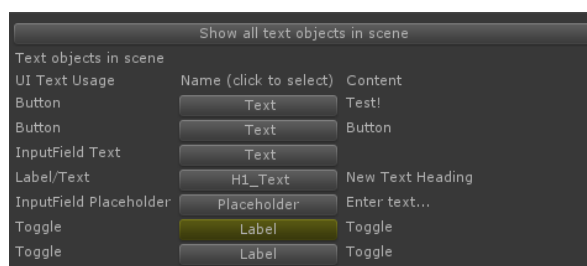 Show all text objects in scene
Text objects in scene
UI Text Usage Name (click to select) Content
Button Text Test!
Button Text Button
InputField Text Text
Label/Text H1_Text New Text Heading
InputField Placeholder Placeholder Enter text...
Toggle Label Toggle
Toggle Label Toggle